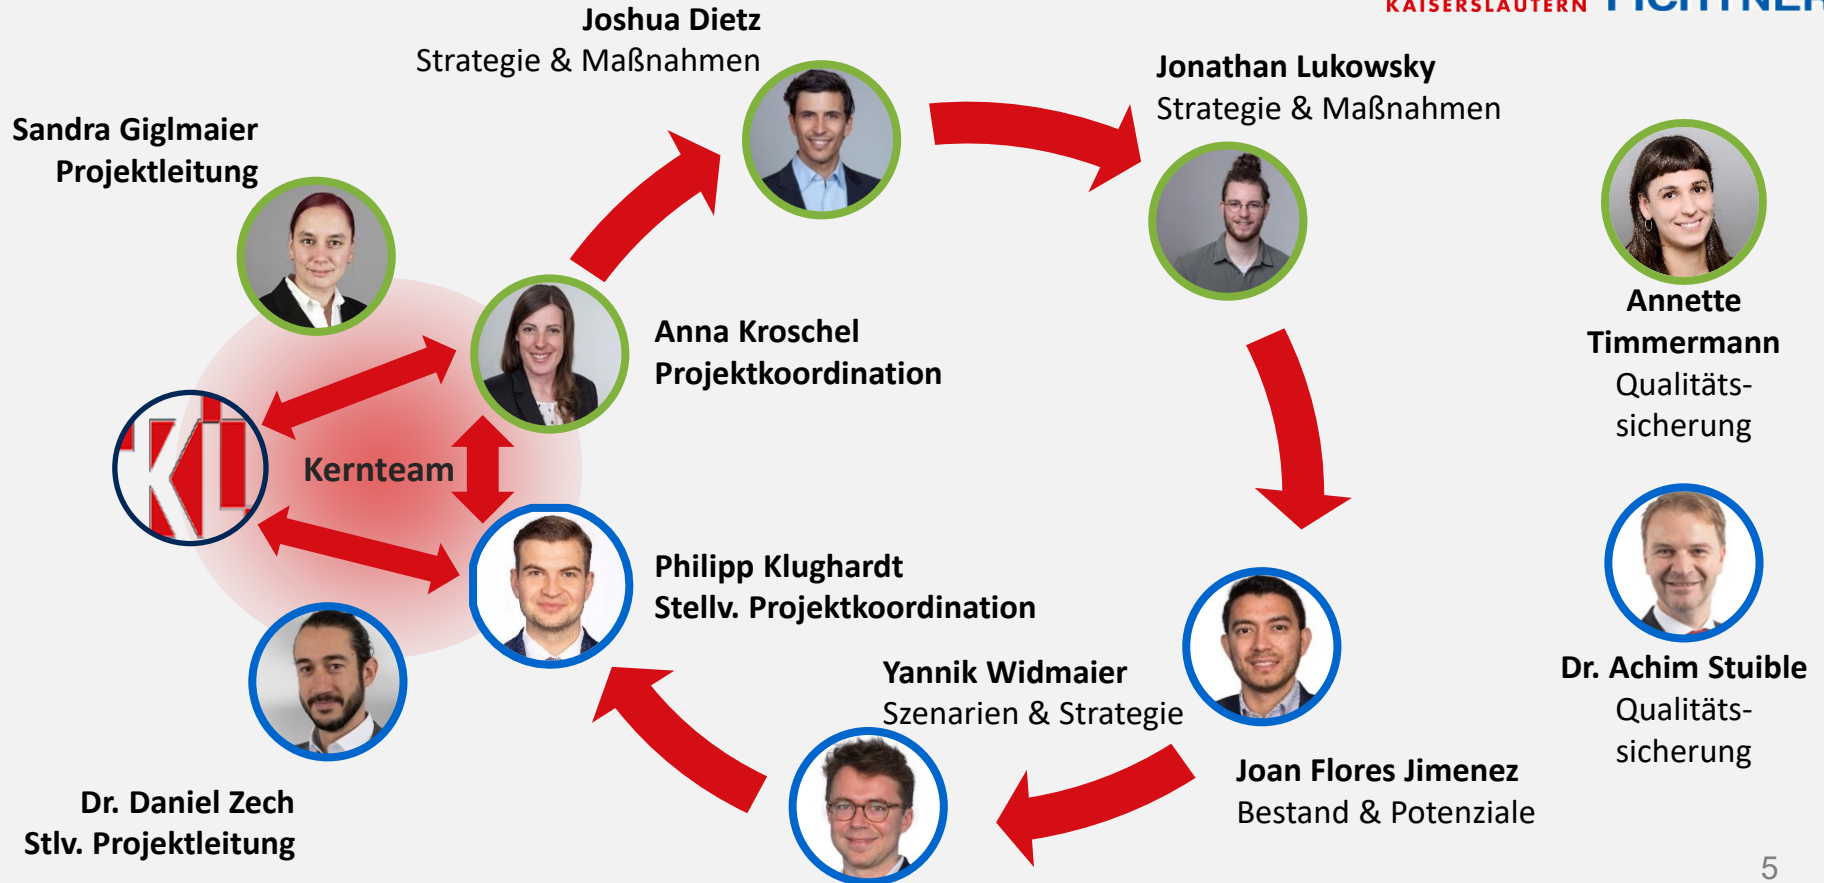 KAISERSLAUTERN FICHTNER
Joshua Dietz
Strategie & Maßnahmen
Jonathan Lukowsky
Strategie & Maßnahmen
Sandra Giglmaier
Projektleitung
Annette
Timmermann
Qualitäts-
sicherung
Anna Kroschel
Projektkoordination
KL
Kernteam
Philipp Klughardt
Stellv. Projektkoordination
Yannik Widmaier
Szenarien & Strategie
Dr. Achim Stuible
Qualitäts-
sicherung
Joan Flores Jimenez
Bestand & Potenziale
Dr. Daniel Zech
Stlv. Projektleitung
5